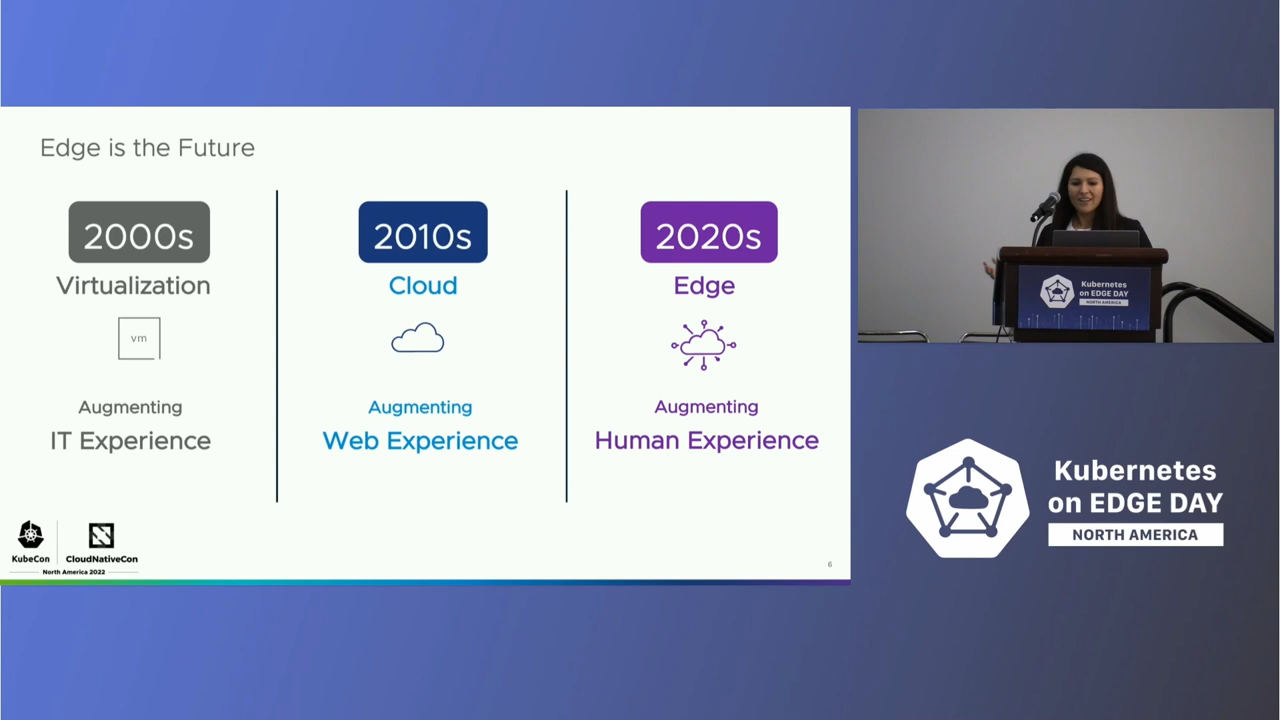 Edge is the Future
2000s
Virtualization
vm
Augmenting
IT Experience
2010s
Cloud
Augmenting
Web Experience
2020s
Edge
Augmenting
Human Experience
KubeCon
CloudNativeCon
North America 2022
6
Kubernetes
on EDGE DAY
NORTH AMERICA
Kubernetes
on EDGE DAY
NORTH AMERICA